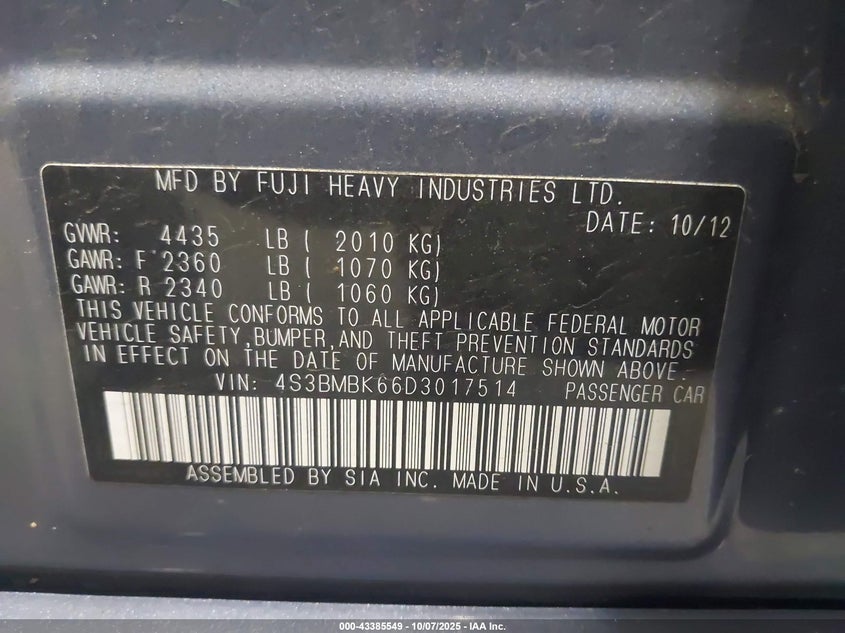 MFD BY FUJI HEAVY INDUSTRIES LTD.
DATE: 10/12
GVWR: 4435 LB ( 2010 KG)
GAWR: F 2360 LB ( 1070 KG)
GAWR: R 2340 LB ( 1060 KG)
THIS VEHICLE CONFORMS TO ALL APPLICABLE FEDERAL MOTOR
VEHICLE SAFETY, BUMPER, AND THEFT PREVENTION STANDARDS
IN EFFECT ON THE DATE OF MANUFACTURE SHOWN ABOVE.
VIN: 4S3BMBK66D3017514 PASSENGER CAR
ASSEMBLED BY SIA INC. MADE IN U.S.A.
000-43385549 - 10/07/2025 - IAA Inc.